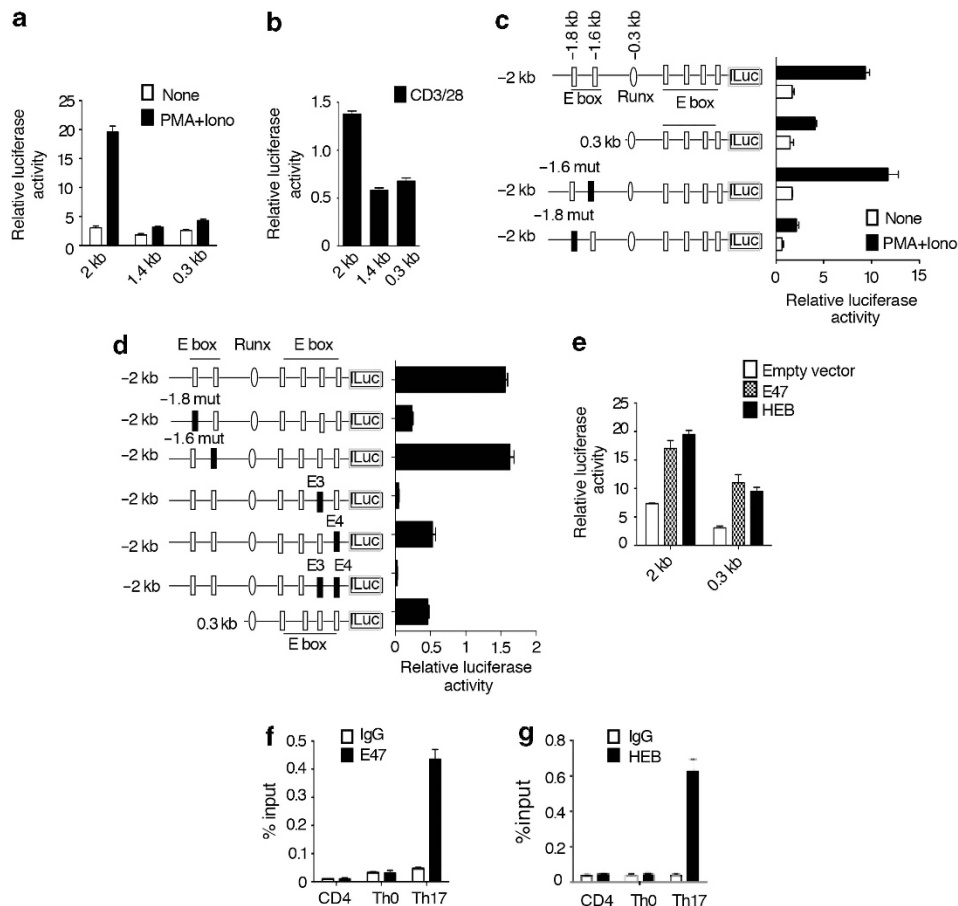 a
Relative luciferase
activity
None
PMA+Iono
25
20
15
10
5
0
2 kb
1.4 kb
0.3 kb
b
Relative luciferase
activity
CD3/28
1.5
1.0
0.5
0
2 kb
1.4 kb
0.3 kb
c
−1.8 kb
−1.6 kb
−0.3 kb
−2 kb
Luc
E box
Runx
E box
0.3 kb
Luc
−1.6 mut
−2 kb
Luc
−1.8 mut
−2 kb
Luc
None
PMA+Iono
0 5 10 15
Relative luciferase
activity
d
E box Runx E box
−2 kb
Luc
−1.8 mut
−2 kb
Luc
−1.6 mut
−2 kb
Luc
E3
−2 kb
Luc
E4
−2 kb
Luc
E3 E4
−2 kb
Luc
0.3 kb
Luc
E box
0 0.5 1 1.5 2
Relative luciferase
activity
e
Empty vector
E47
HEB
Relative luciferase
activity
25
20
15
10
5
0
2 kb
0.3 kb
f
IgG
E47
% input
0.5
0.4
0.3
0.2
0.1
0
CD4 Th0 Th17
g
IgG
HEB
%input
0.8
0.6
0.4
0.2
0
CD4 Th0 Th17